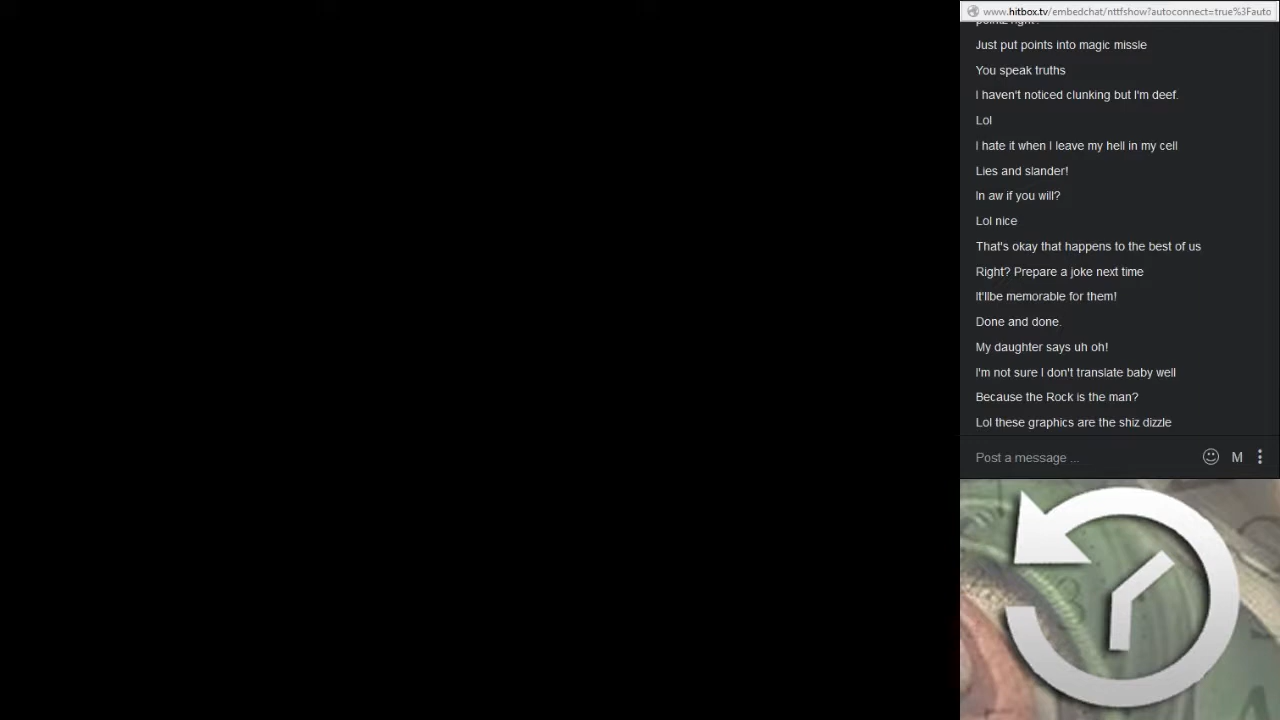 www.hitbox.tv/embedchat/nttfshow?autoconnect=true%3Fauto
Just put points into magic missle
You speak truths
I haven't noticed clunking but I'm deef.
Lol
I hate it when I leave my hell in my cell
Lies and slander!
In aw if you will?
Lol nice
That's okay that happens to the best of us
Right? Prepare a joke next time
It'llbe memorable for them!
Done and done.
My daughter says uh oh!
I'm not sure I don't translate baby well
Because the Rock is the man?
Lol these graphics are the shiz dizzle
Post a message ...
M